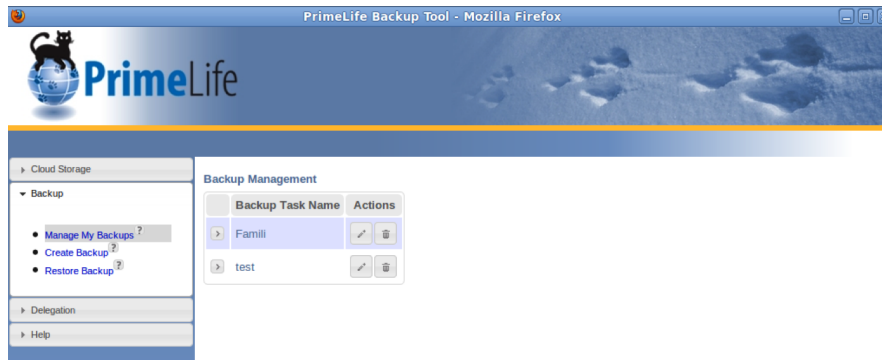 PrimeLife Backup Tool - Mozilla Firefox
PrimeLife
Cloud Storage
Backup
Manage My Backups ?
Create Backup ?
Restore Backup ?
Delegation
Help
Backup Management
Backup Task Name Actions
Famili
test